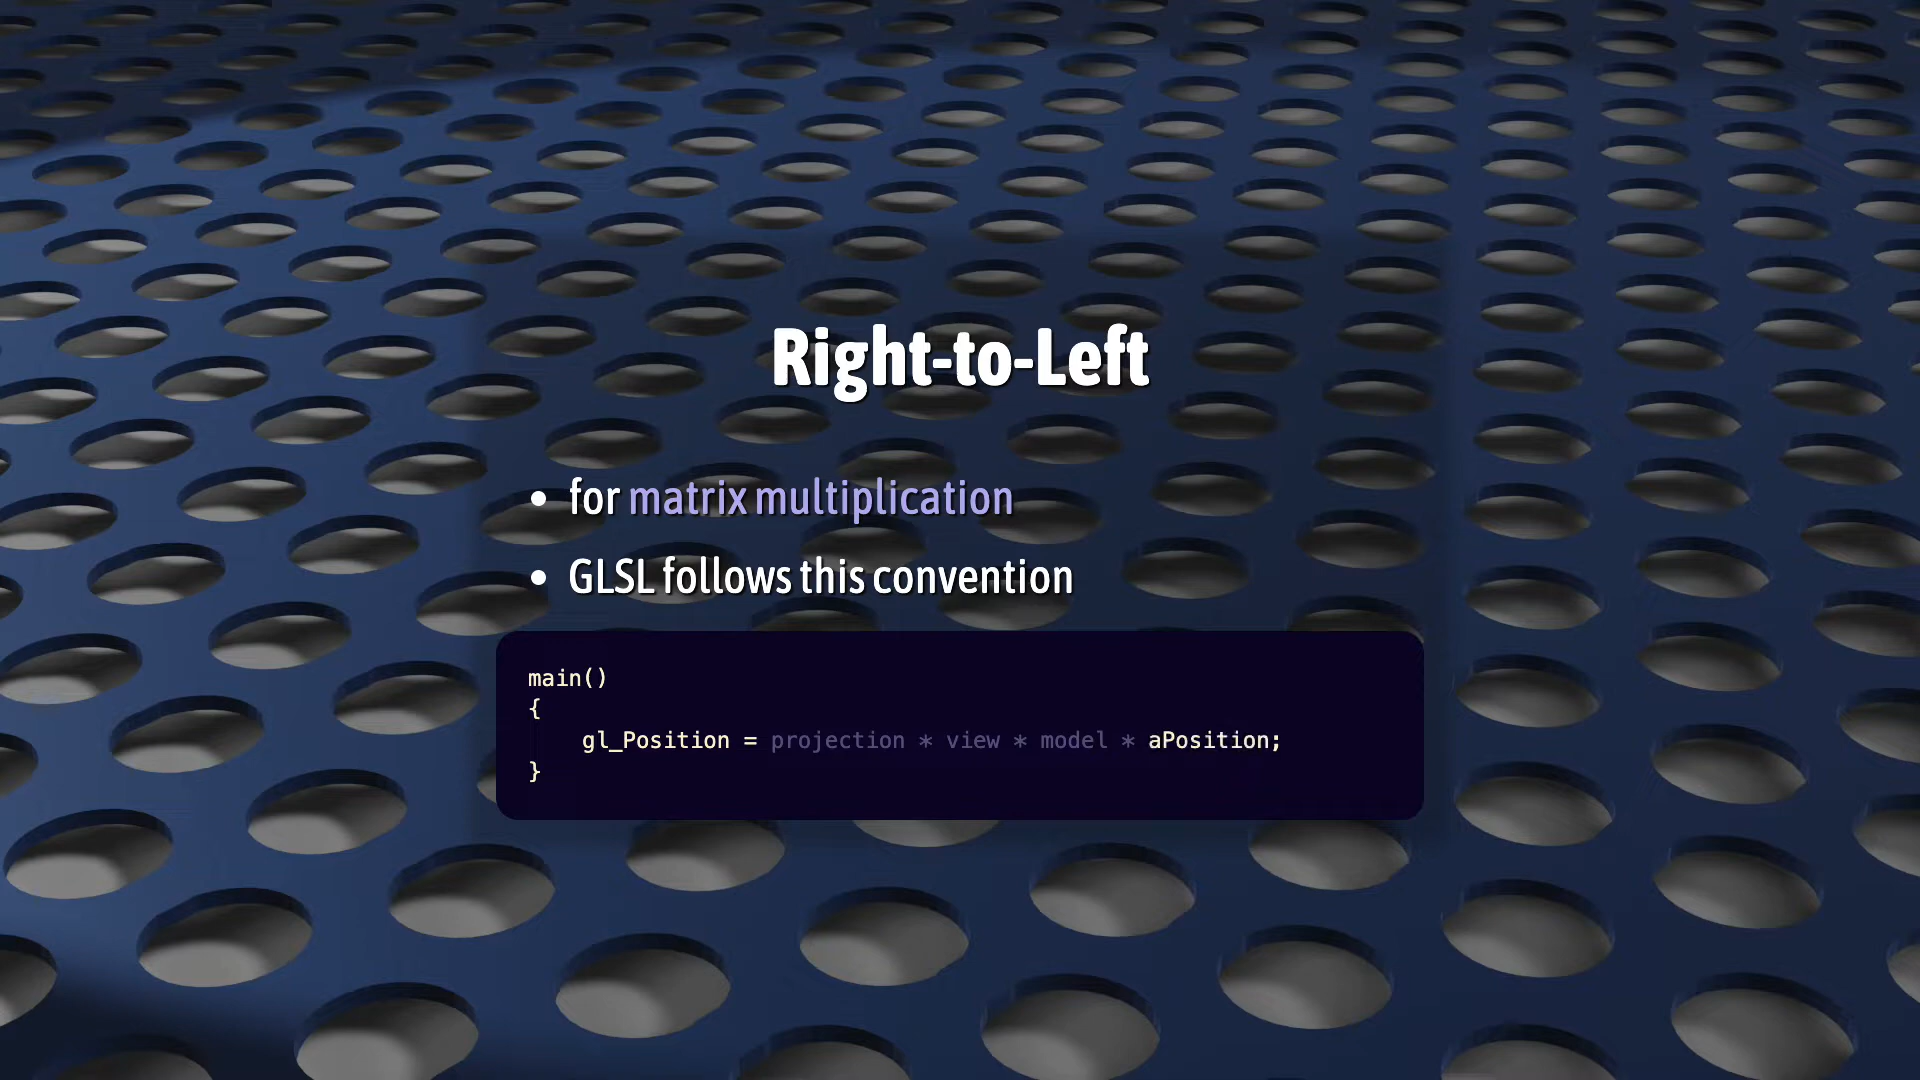 Right-to-Left
• for matrix multiplication
• GLSL follows this convention
main()
{
    gl_Position = projection * view * model * aPosition;
}